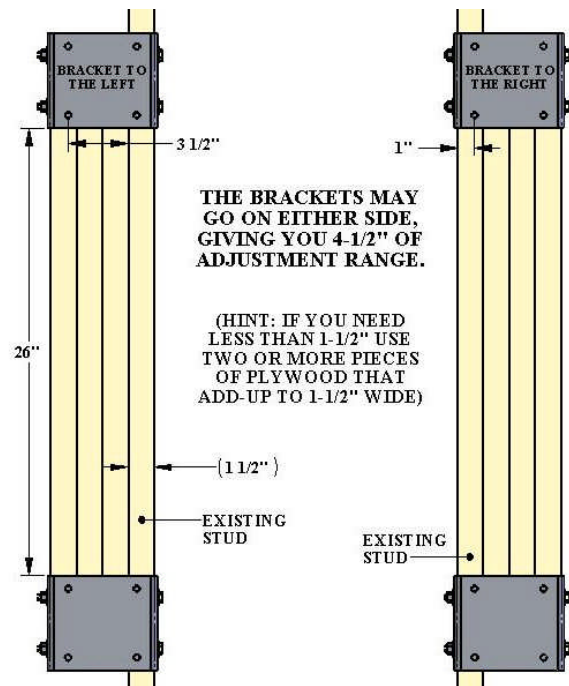 BRACKET TO
THE LEFT
BRACKET TO
THE RIGHT
3 1/2"
1"
THE BRACKETS MAY
GO ON EITHER SIDE,
GIVING YOU 4-1/2" OF
ADJUSTMENT RANGE.
(HINT: IF YOU NEED
LESS THAN 1-1/2" USE
TWO OR MORE PIECES
OF PLYWOOD THAT
ADD-UP TO 1-1/2" WIDE)
26"
(1 1/2")
EXISTING
STUD
EXISTING
STUD